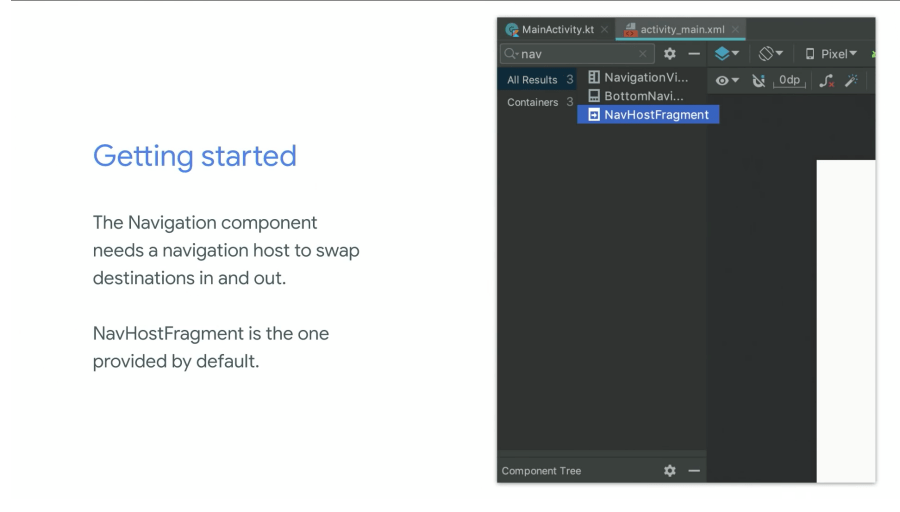 Getting started
The Navigation component
needs a navigation host to swap
destinations in and out.
NavHostFragment is the one
provided by default.
MainActivity.kt
activity_main.xml
nav
Pixel
All Results 3
NavigationVi...
0dp
Containers 3
BottomNavi...
NavHostFragment
Component Tree